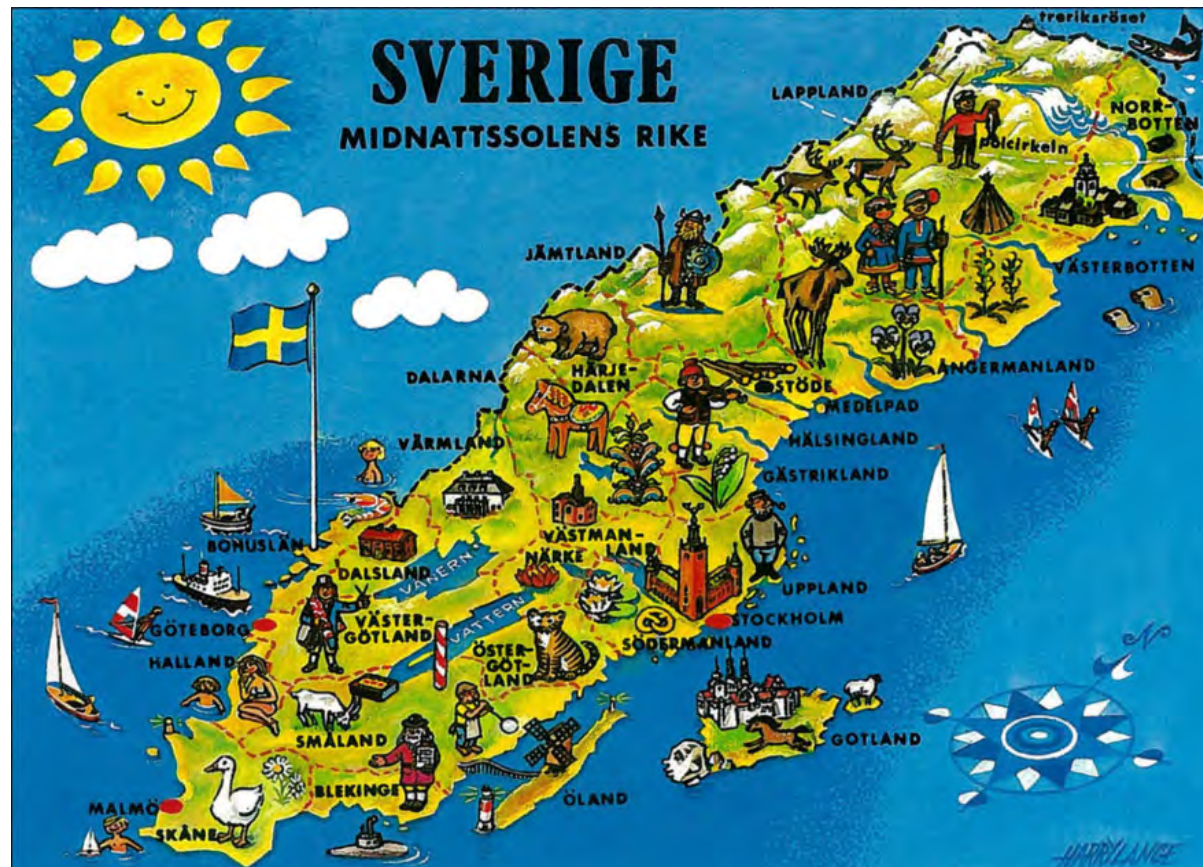 SVERIGE
MIDNATTSSOLENS RIKE
treriksröset
LAPPLAND
NORR-
BOTTEN
polcirkeln
JÄMTLAND
VÄSTERBOTTEN
DALARNA
HÄRJE-
DALEN
STÖDE
ÅNGERMANLAND
MEDELPAD
VÄRMLAND
HÄLSINGLAND
GÄSTRIKLAND
BOHUSLÄN
DALSLAND
VÄNERN
VÄSTMAN-
LAND
NÄRKE
UPPLAND
GÖTEBORG
VÄSTER-
GÖTLAND
VÄTTERN
STOCKHOLM
SÖDERMANLAND
HALLAND
ÖSTER-
GÖT-
LAND
SMÅLAND
GOTLAND
BLEKINGE
ÖLAND
MALMÖ
SKÅNE
N
HARRY LANGE